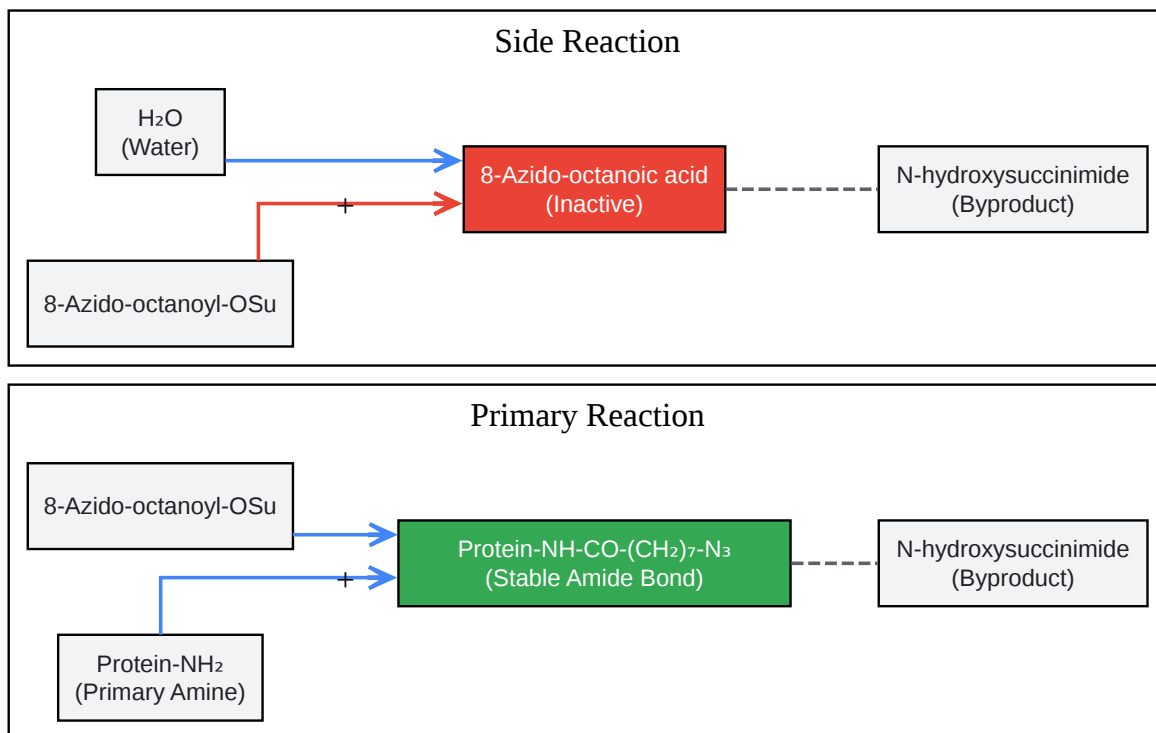 Side Reaction
H₂O
(Water)
8-Azido-octanoic acid
(Inactive)
N-hydroxysuccinimide
(Byproduct)
+
8-Azido-octanoyl-OSu
Primary Reaction
8-Azido-octanoyl-OSu
Protein-NH-CO-(CH₂)₇-N₃
(Stable Amide Bond)
N-hydroxysuccinimide
(Byproduct)
+
Protein-NH₂
(Primary Amine)